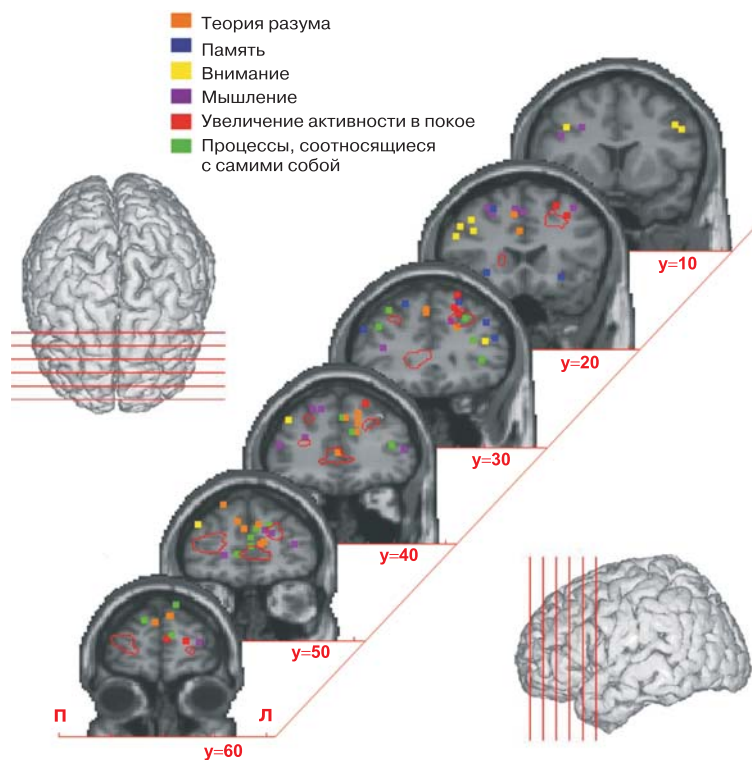 Теория разума
Память
Внимание
Мышление
Увеличение активности в покое
Процессы, соотносящиеся
с самими собой
y=10
y=20
y=30
y=40
y=50
П
Л
y=60